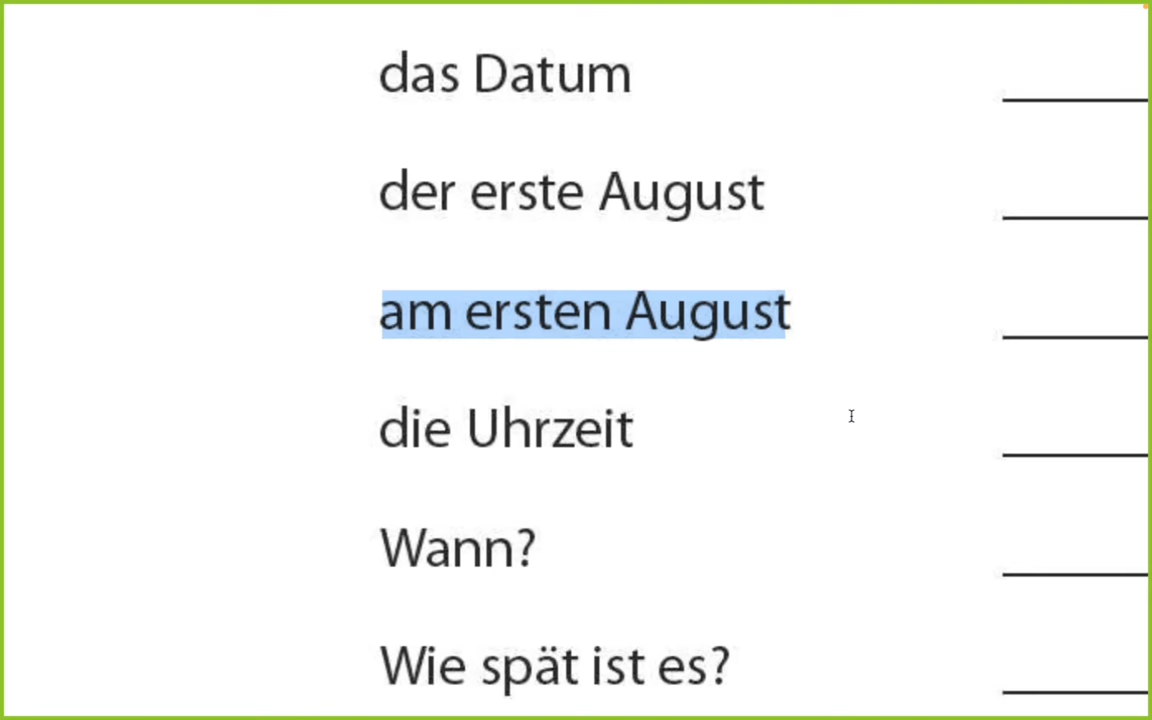 das Datum
der erste August
am ersten August
die Uhrzeit
Wann?
Wie spät ist es?